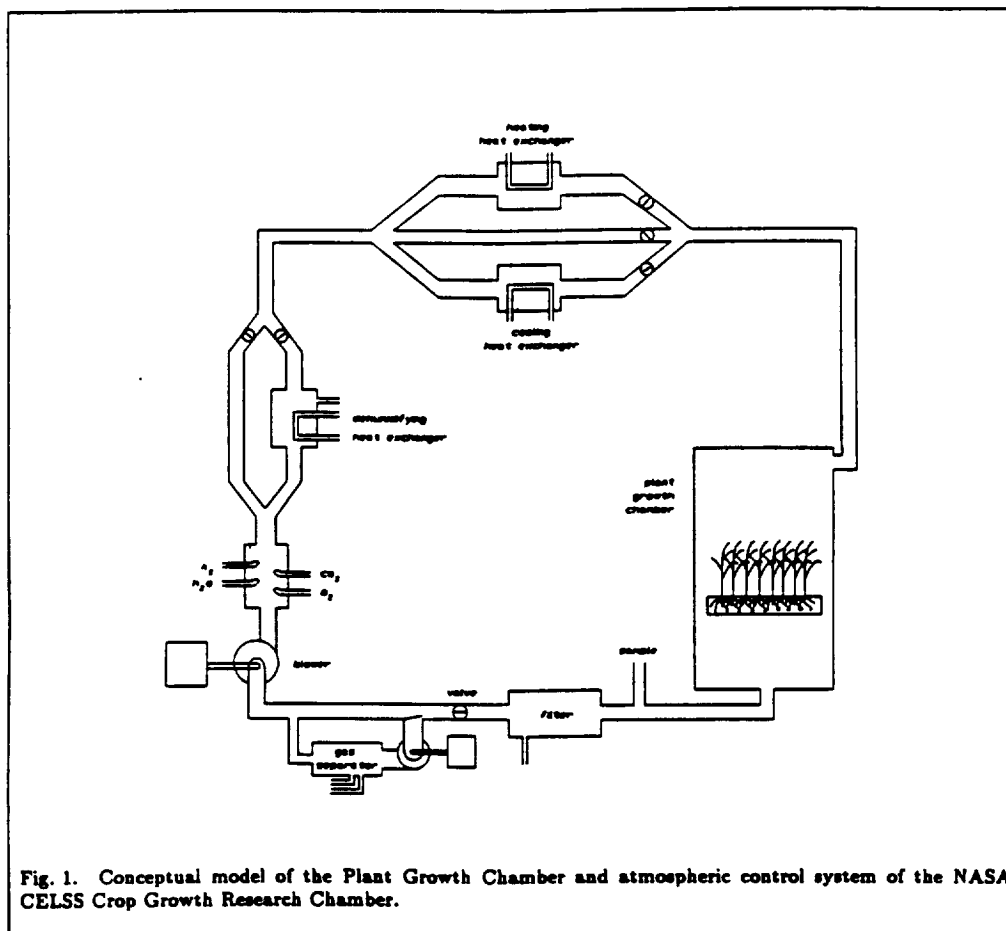 heating
heat exchanger
cooling
heat exchanger
dehumidifying
heat exchanger
plant
growth
chamber
N₂
H₂O
CO₂
O₂
blower
sample
valve
filter
gas
separator
Fig. 1. Conceptual model of the Plant Growth Chamber and atmospheric control system of the NASA
CELSS Crop Growth Research Chamber.